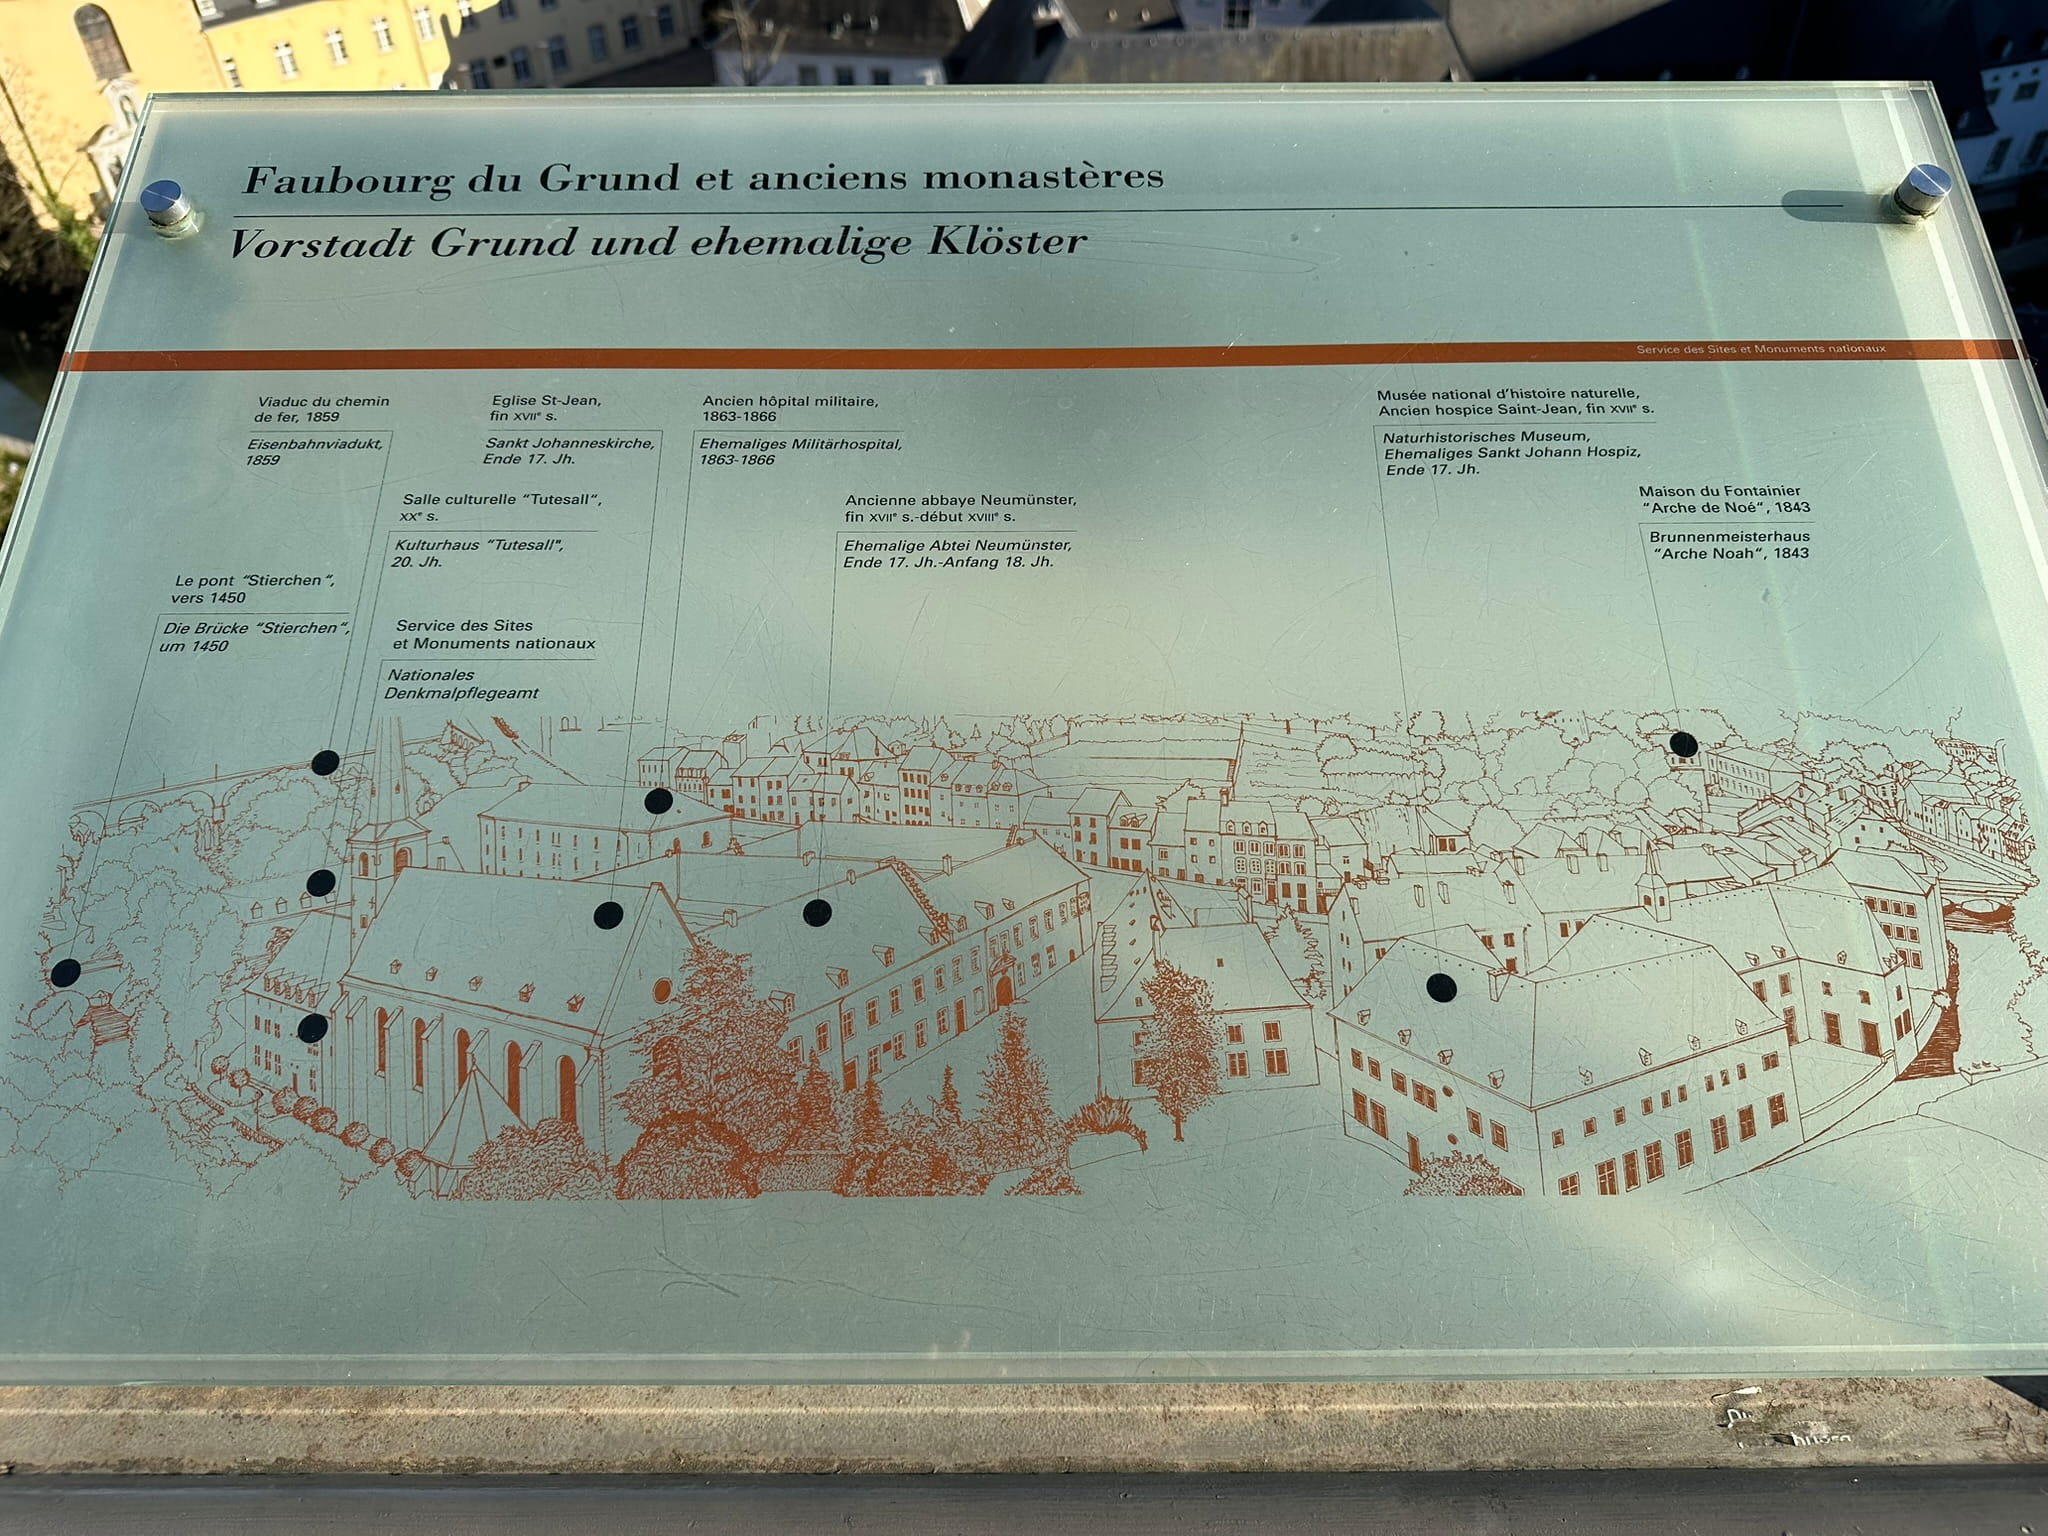 Faubourg du Grund et anciens monastères
Vorstadt Grund und ehemalige Klöster
Service des Sites et Monuments nationaux
Viaduc du chemin
de fer, 1859
Eisenbahnviadukt,
1859
Eglise St-Jean,
fin XVIIe s.
Sankt Johanneskirche,
Ende 17. Jh.
Ancien hôpital militaire,
1863-1866
Ehemaliges Militärhospital,
1863-1866
Musée national d'histoire naturelle,
Ancien hospice Saint-Jean, fin XVIIe s.
Naturhistorisches Museum,
Ehemaliges Sankt Johann Hospiz,
Ende 17. Jh.
Salle culturelle “Tutesall“,
XXe s.
Kulturhaus “Tutesall",
20. Jh.
Ancienne abbaye Neumünster,
fin XVIIe s.-début XVIIIe s.
Ehemalige Abtei Neumünster,
Ende 17. Jh.-Anfang 18. Jh.
Maison du Fontainier
“Arche de Noé“, 1843
Brunnenmeisterhaus
“Arche Noah“, 1843
Le pont “Stierchen“,
vers 1450
Die Brücke “Stierchen“,
um 1450
Service des Sites
et Monuments nationaux
Nationales
Denkmalpflegeamt